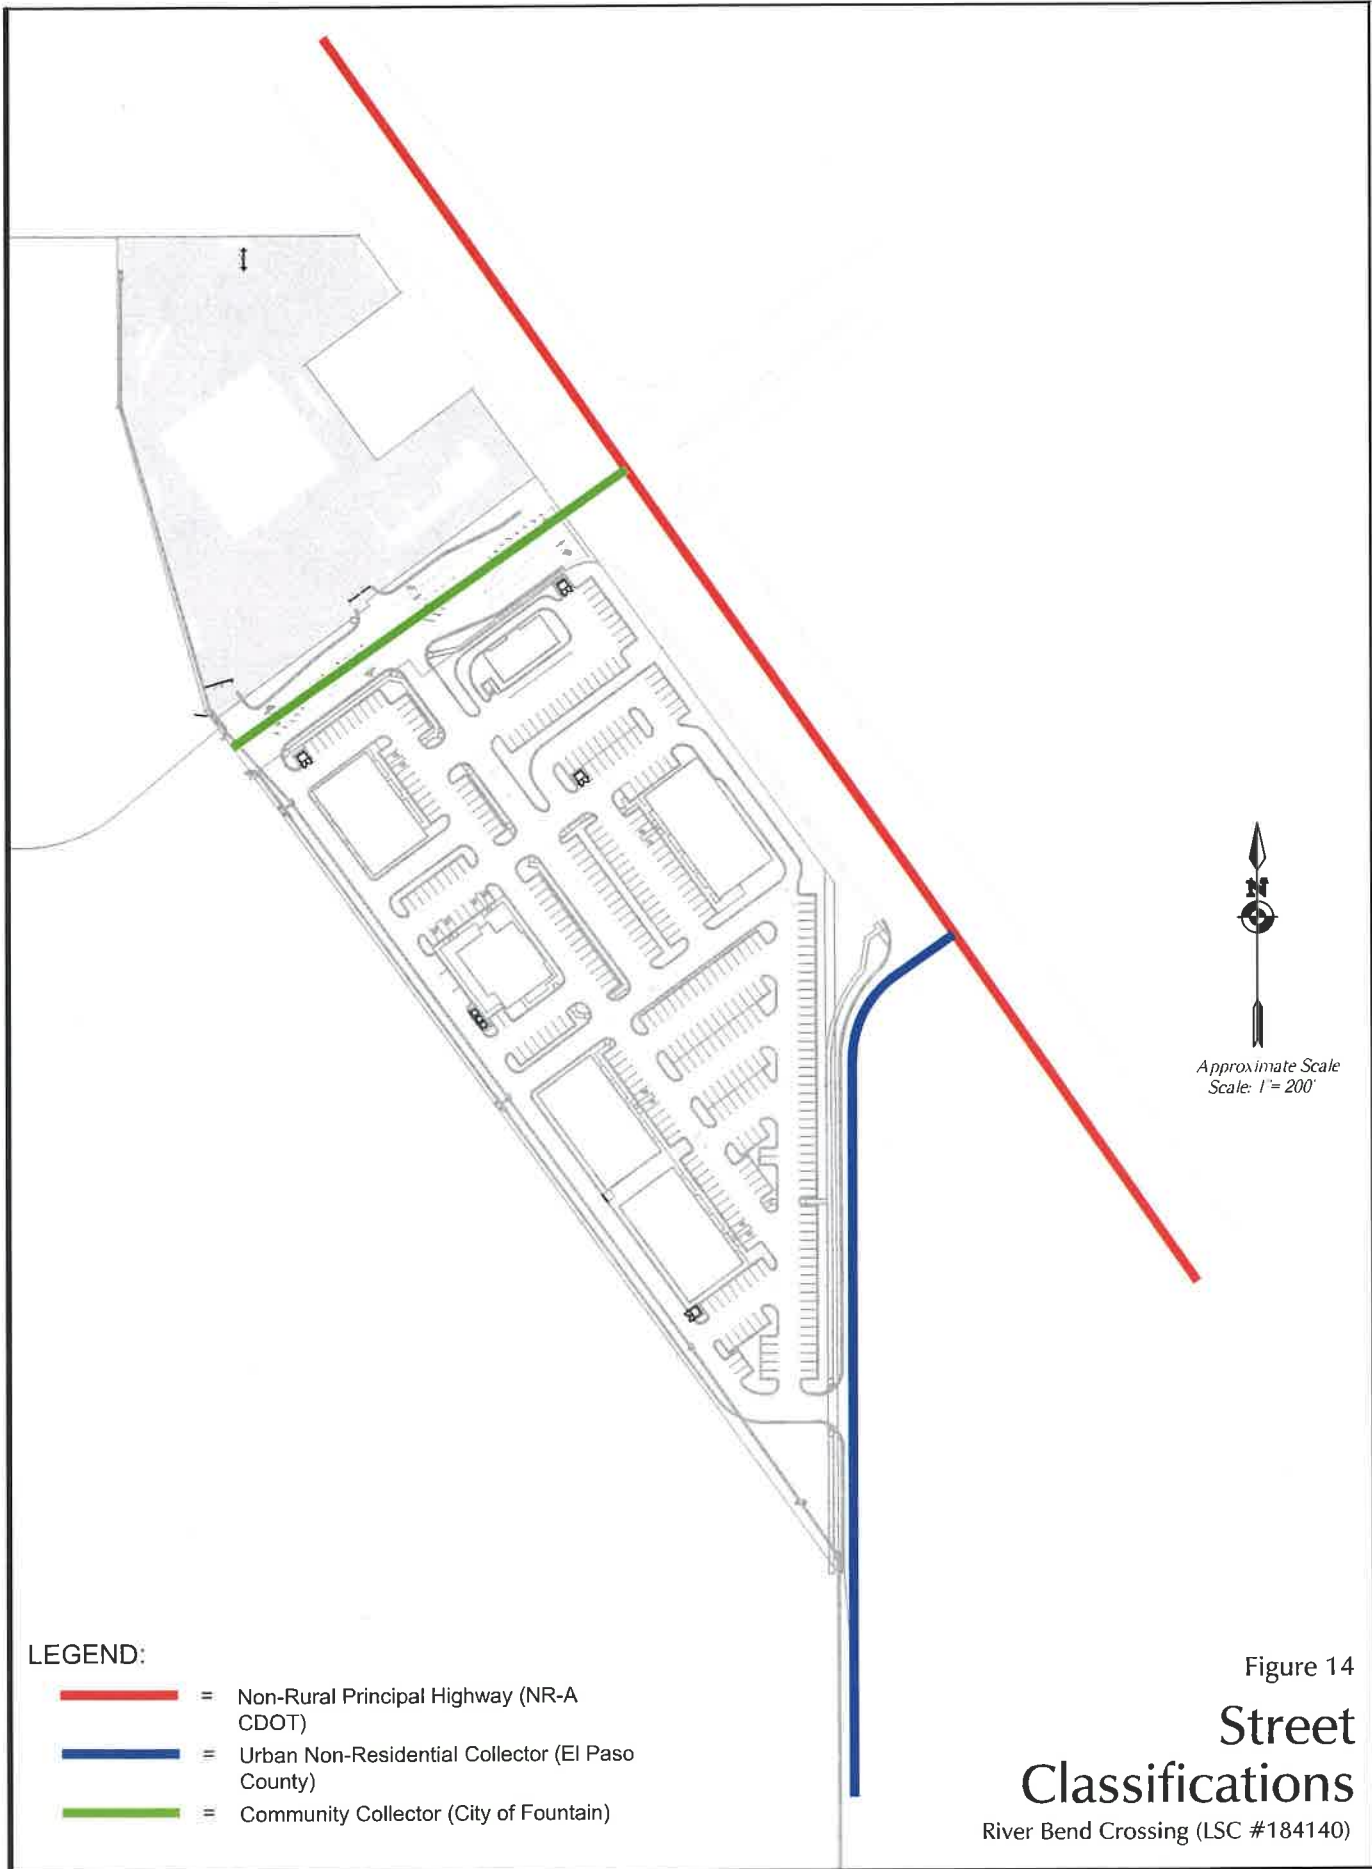 N
Approximate Scale
Scale: 1"= 200'
LEGEND:
= Non-Rural Principal Highway (NR-A
CDOT)
= Urban Non-Residential Collector (El Paso
County)
= Community Collector (City of Fountain)
Figure 14
Street
Classifications
River Bend Crossing (LSC #184140)